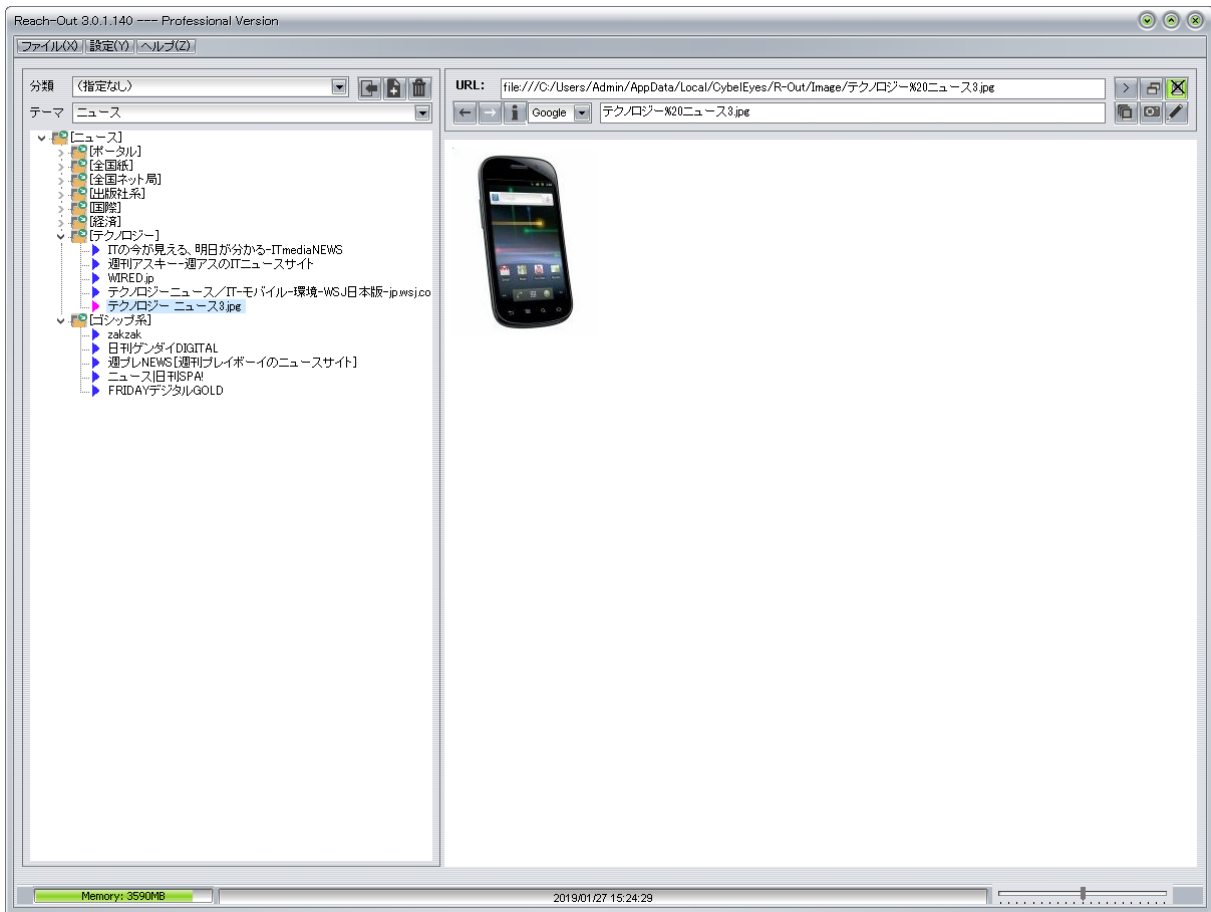 Reach-Out 3.0.1.140 --- Professional Version
ファイル(X) 設定(Y) ヘルプ(Z)
分類 (指定なし)
テーマ ニュース
[ニュース]
[ポータル]
[全国紙]
[全国ネット局]
[出版社系]
[国際]
[経済]
[テクノロジー]
ITの今が見える、明日が分かる-ITmediaNEWS
週刊アスキー-週アスのITニュースサイト
WIRED.jp
テクノロジーニュース／IT-モバイル-環境-WSJ日本版-jp.wsj.co
テクノロジー ニュース3.jpg
[ゴシップ系]
zakzak
日刊ゲンダイDIGITAL
週プレNEWS[週刊プレイボーイのニュースサイト]
ニュース|日刊SPA!
FRIDAYデジタルGOLD
URL: file:///C:/Users/Admin/AppData/Local/CybelEyes/R-Out/Image/テクノロジー%20ニュース3.jpg
Google テクノロジー%20ニュース3.jpg
Memory: 3590MB
2019/01/27 15:24:29